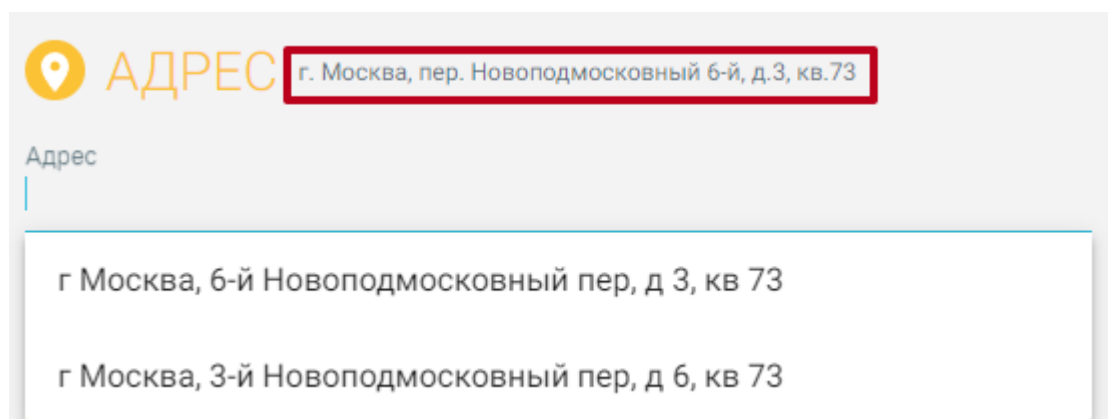 АДРЕС г. Москва, пер. Новоподмосковный 6-й, д.3, кв.73
Адрес
г Москва, 6-й Новоподмосковный пер, д 3, кв 73
г Москва, 3-й Новоподмосковный пер, д 6, кв 73